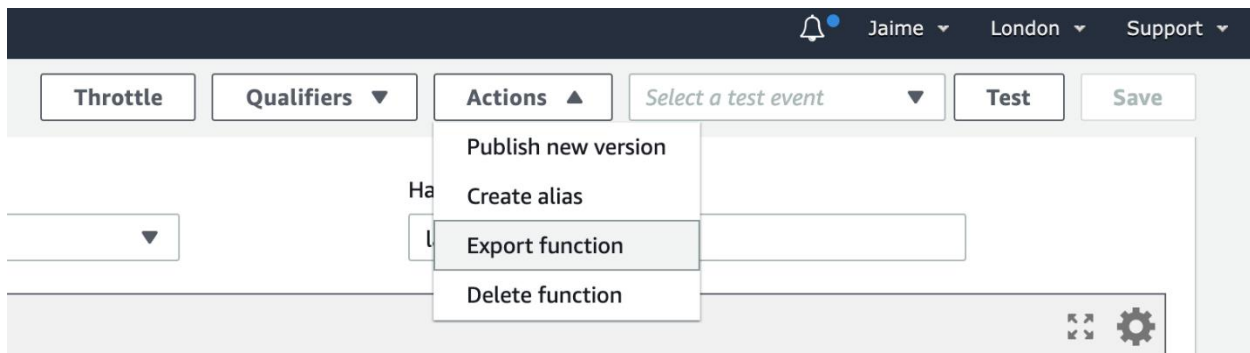 Jaime London Support
Throttle Qualifiers Actions Select a test event Test Save
Publish new version
Ha
Create alias
Export function
Delete function